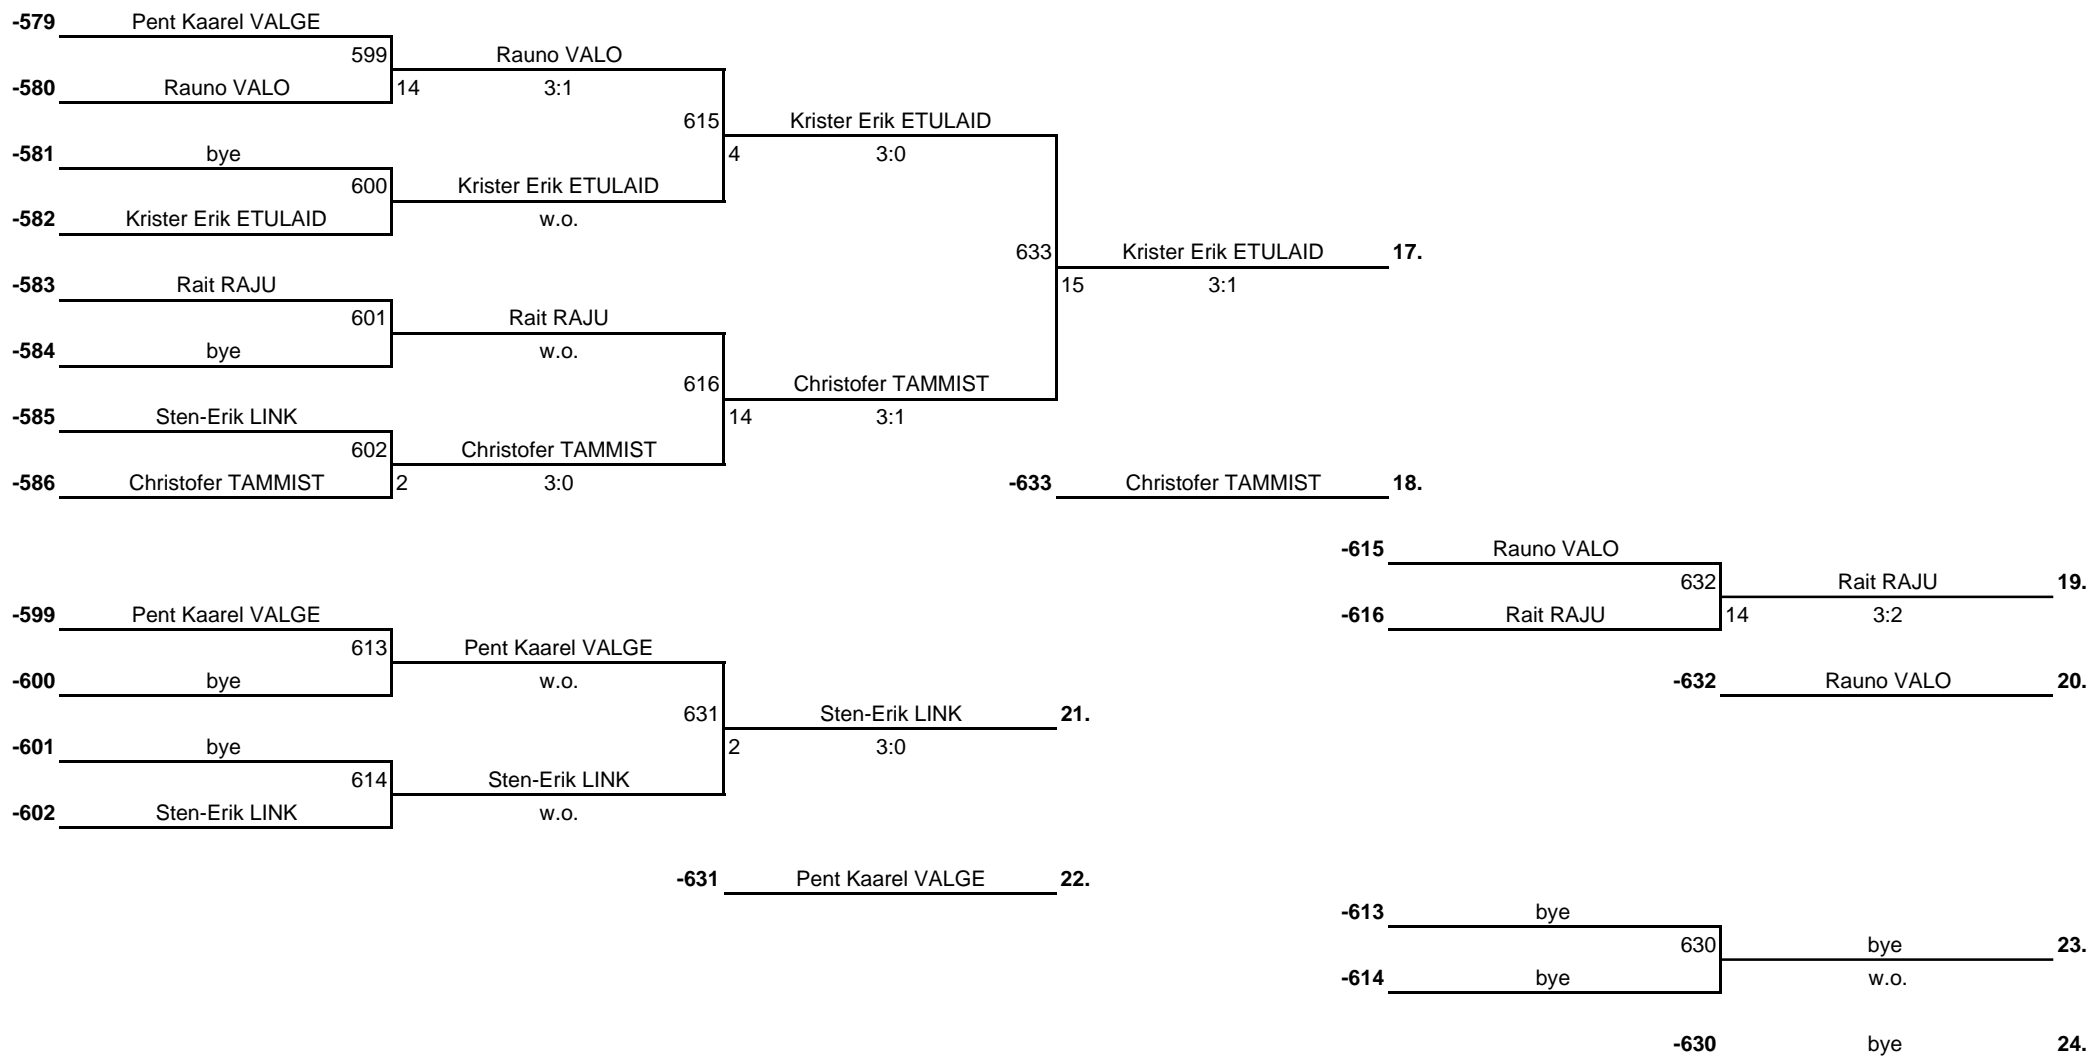 -579 Pent Kaarel VALGE
599 Rauno VALO
-580 Rauno VALO 14 3:1
615 Krister Erik ETULAID
-581 bye 4 3:0
600 Krister Erik ETULAID
-582 Krister Erik ETULAID w.o.
633 Krister Erik ETULAID 17.
-583 Rait RAJU 15 3:1
601 Rait RAJU
-584 bye w.o.
616 Christofer TAMMIST
-585 Sten-Erik LINK 14 3:1
602 Christofer TAMMIST
-586 Christofer TAMMIST 2 3:0 -633 Christofer TAMMIST 18.
-615 Rauno VALO
632 Rait RAJU 19.
-599 Pent Kaarel VALGE -616 Rait RAJU 14 3:2
613 Pent Kaarel VALGE
-600 bye w.o. -632 Rauno VALO 20.
631 Sten-Erik LINK 21.
-601 bye 2 3:0
614 Sten-Erik LINK
-602 Sten-Erik LINK w.o.
-631 Pent Kaarel VALGE 22.
-613 bye
630 bye 23.
-614 bye w.o.
-630 bye 24.